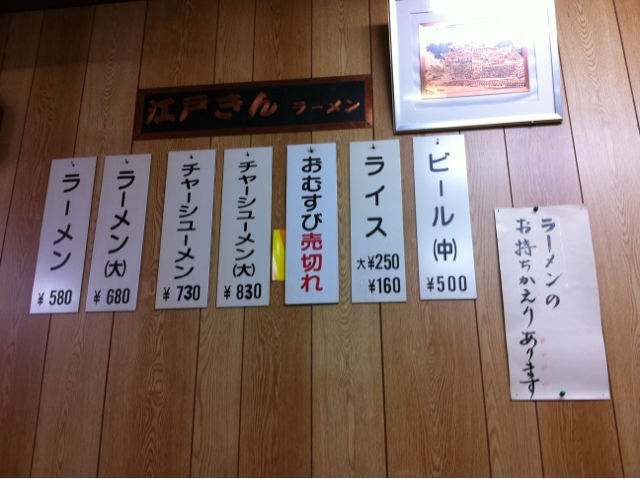 江戸きん ラーメン
ラーメン
¥580
ラーメン(大)
¥680
チャーシューメン
¥730
チャーシューメン(大)
¥830
おむすび売切れ
ライス
大¥250
¥160
ビール(中)
¥500
ラーメンの
お持ちかえりあります